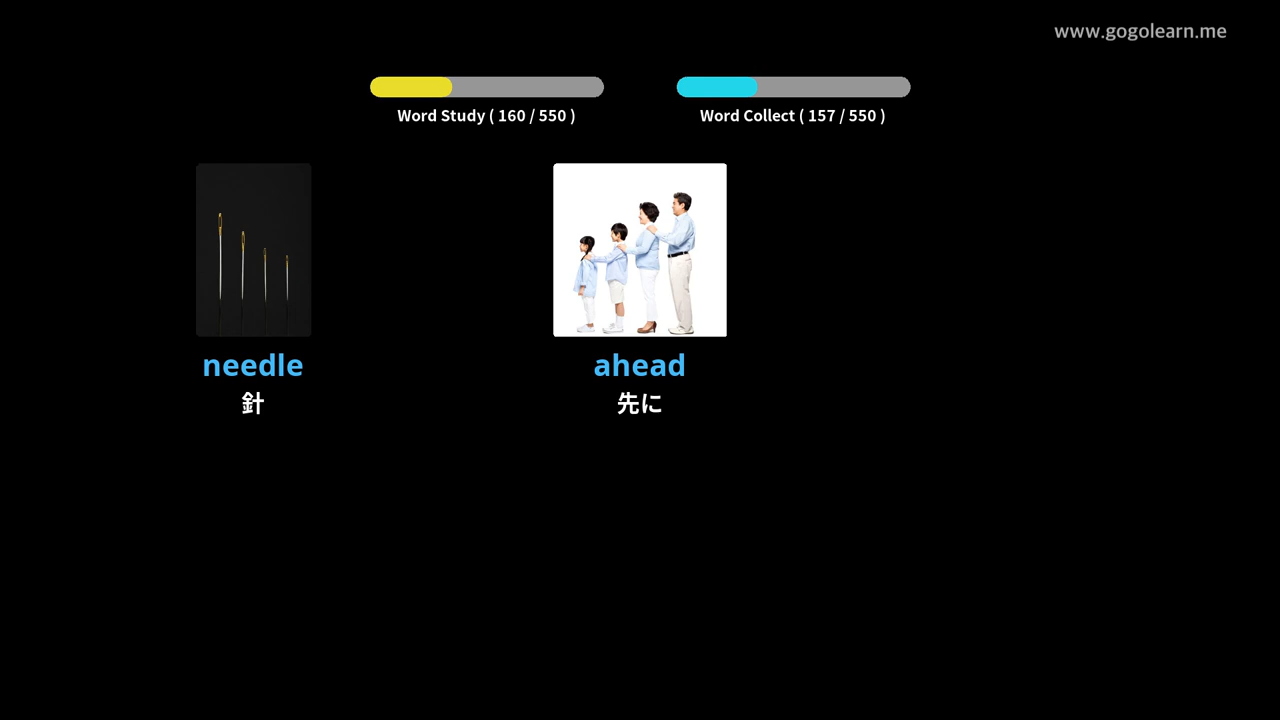 www.gogolearn.me
Word Study ( 160 / 550 )
Word Collect ( 157 / 550 )
needle
針
ahead
先に